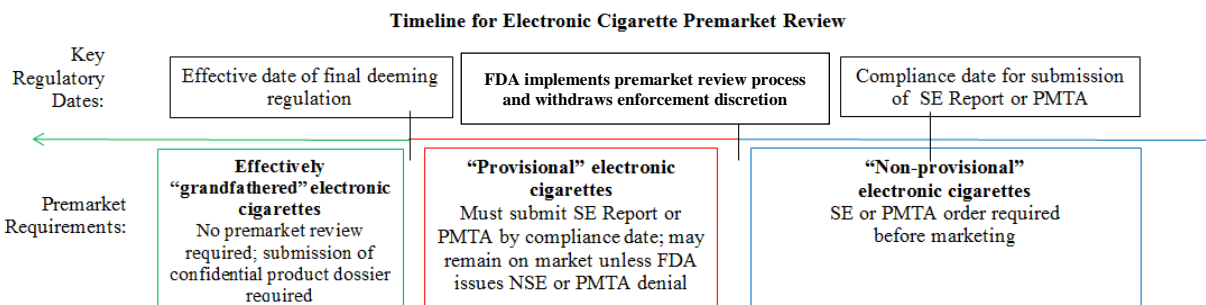 Timeline for Electronic Cigarette Premarket Review
Key
Regulatory
Dates:
Effective date of final deeming
regulation
FDA implements premarket review process
and withdraws enforcement discretion
Compliance date for submission
of SE Report or PMTA
Premarket
Requirements:
Effectively
“grandfathered” electronic
cigarettes
No premarket review
required; submission of
confidential product dossier
required
“Provisional” electronic
cigarettes
Must submit SE Report or
PMTA by compliance date; may
remain on market unless FDA
issues NSE or PMTA denial
“Non-provisional”
electronic cigarettes
SE or PMTA order required
before marketing